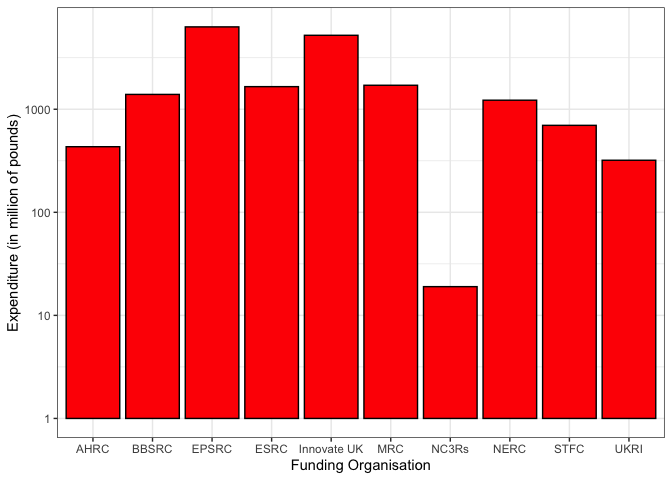 Expenditure (in million of pounds)
1000
100
10
1
AHRC BBSRC EPSRC ESRC Innovate UK MRC NC3Rs NERC STFC UKRI
Funding Organisation